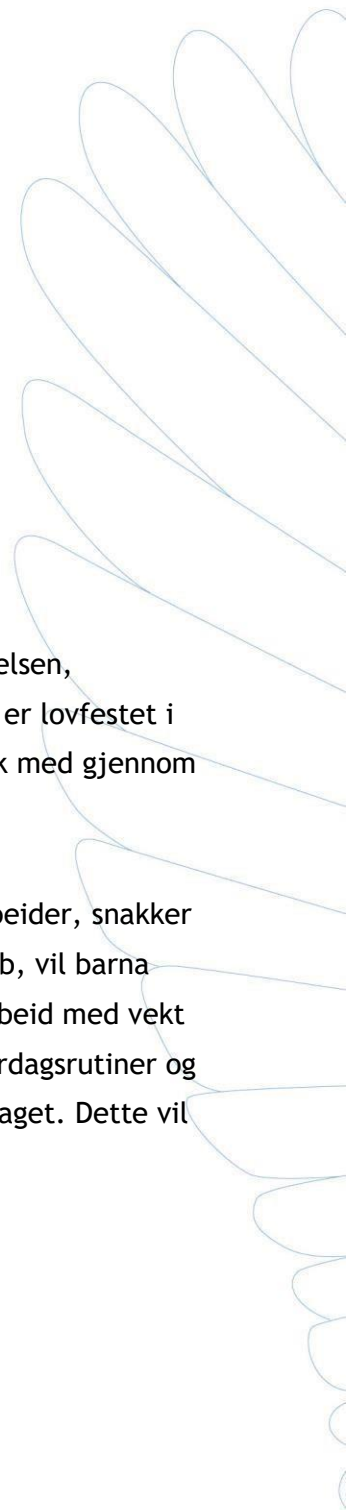 elsen,
er lovfestet i
k med gjennom
beider, snakker
b, vil barna
beid med vekt
rdagsrutiner og
aget. Dette vil